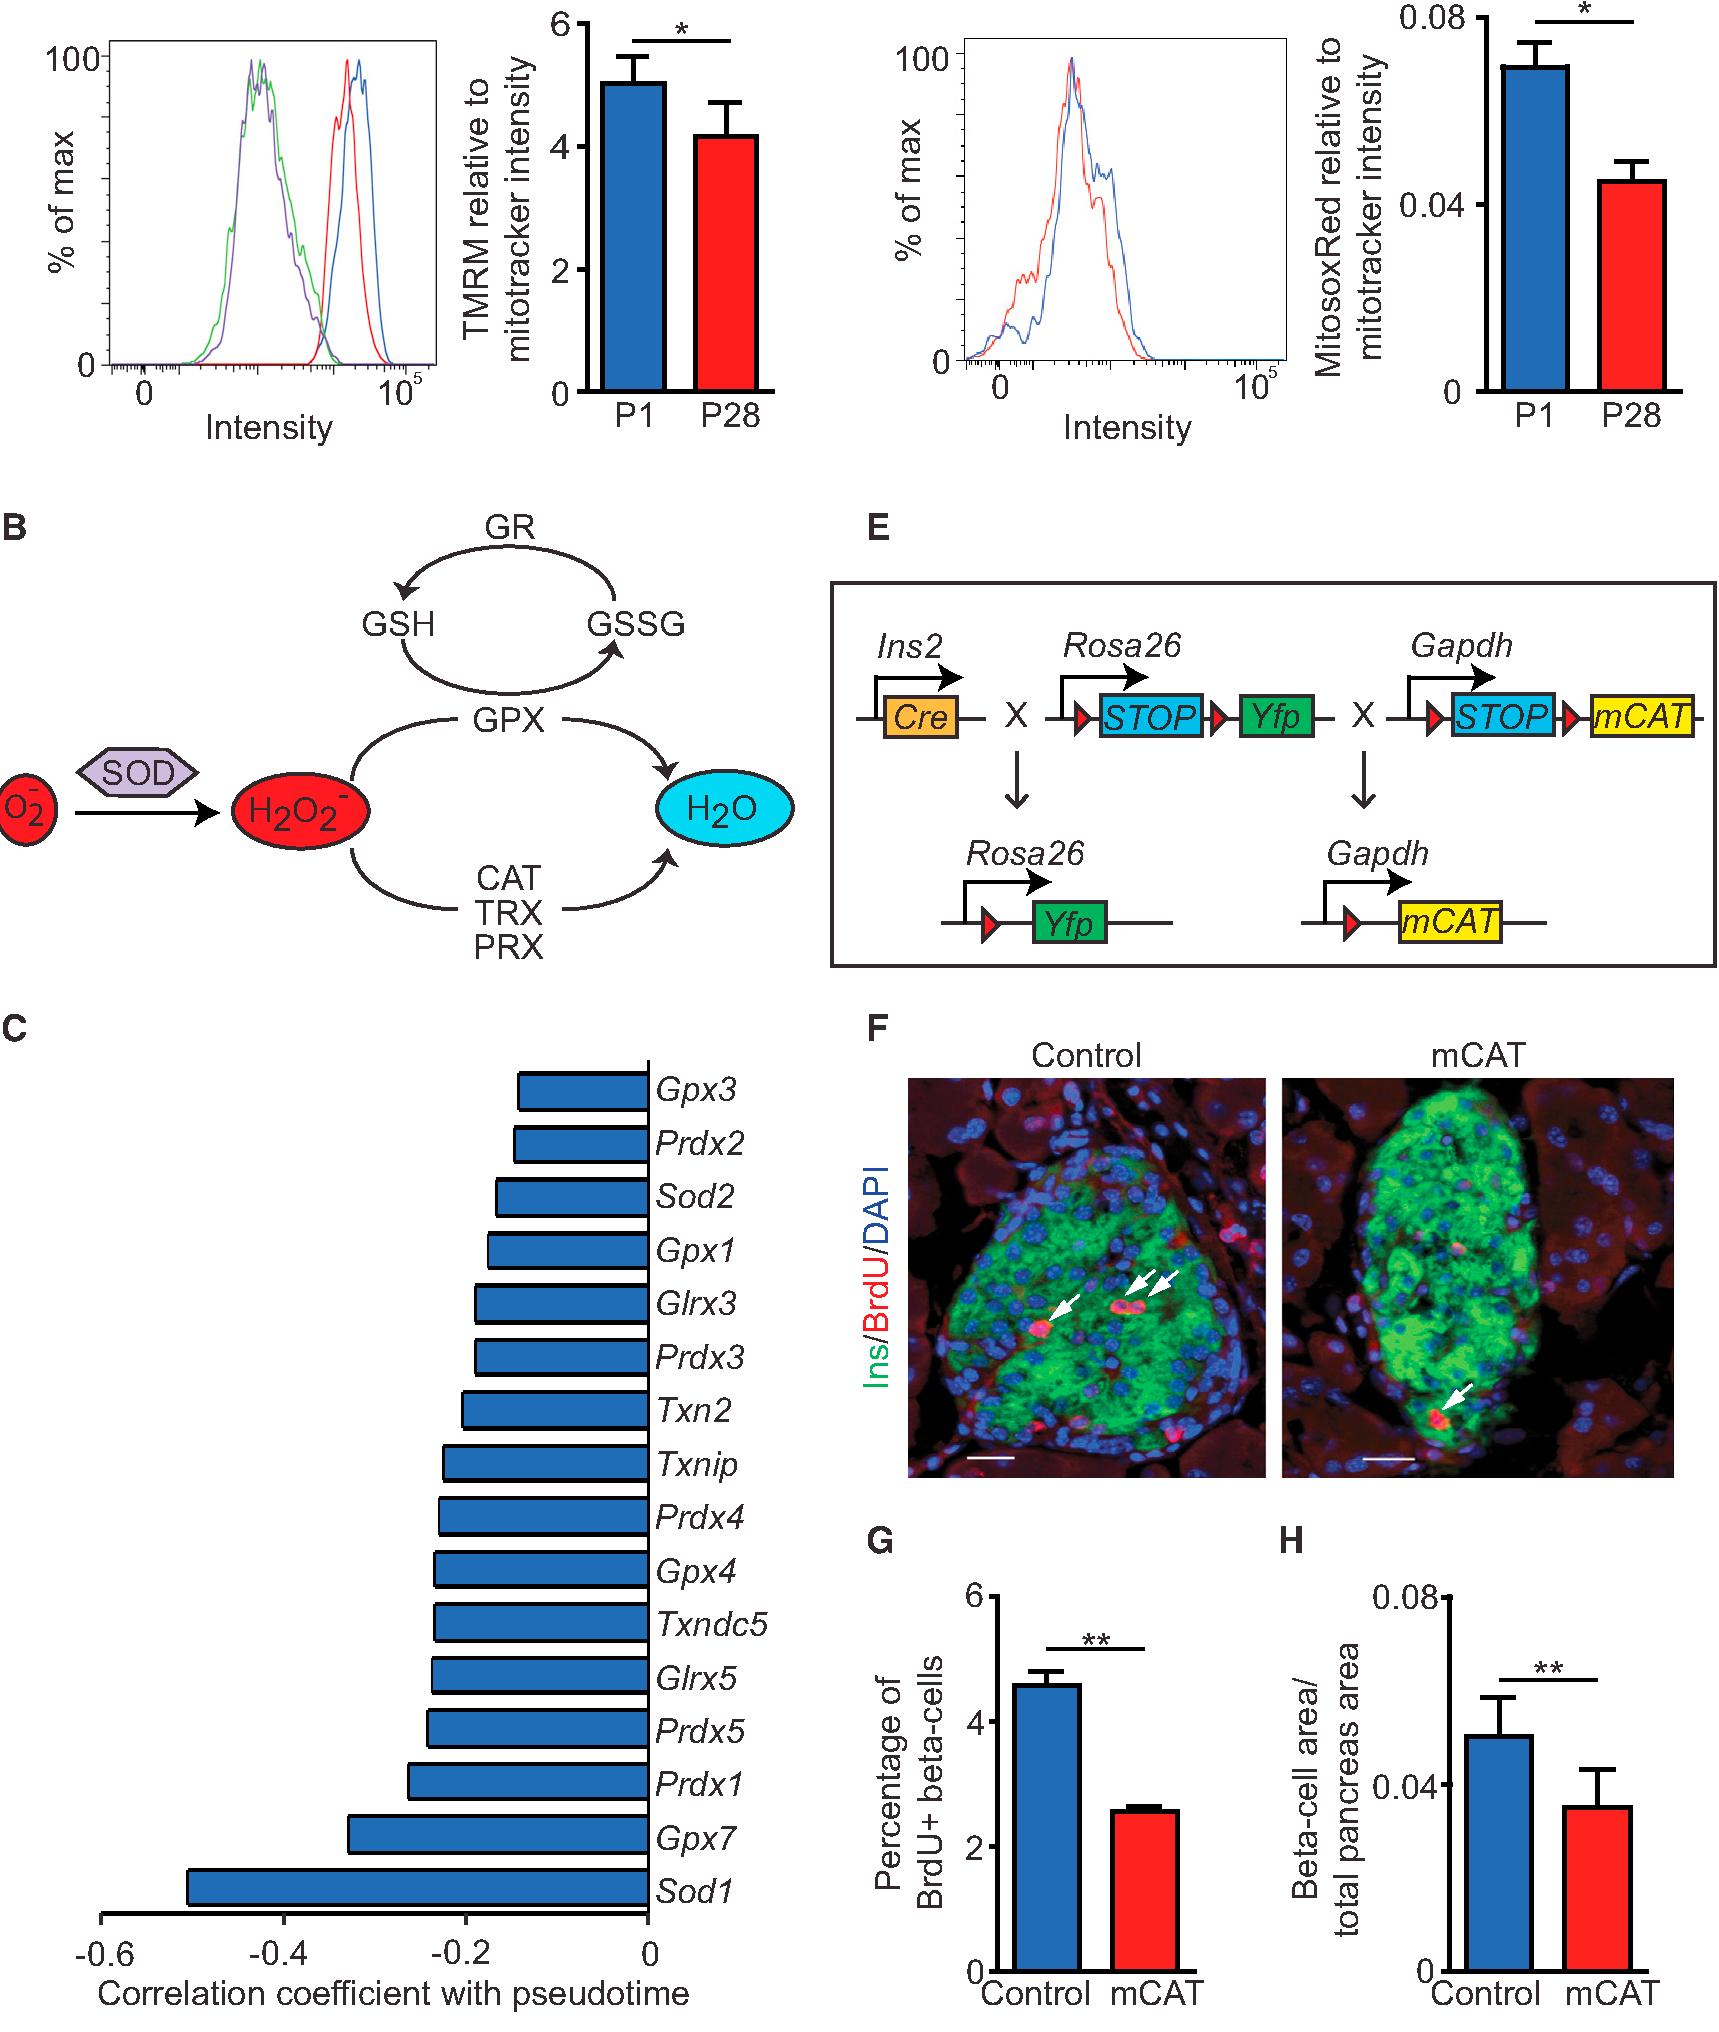 100
% of max
0
0
10⁵
Intensity
TMRM relative to
mitotracker intensity
6
4
2
0
*
P1
P28
100
% of max
0
0
10⁵
Intensity
MitosoxRed relative to
mitotracker intensity
0.08
0.04
0
*
P1
P28
B
GR
GSH
GSSG
GPX
O₂⁻
SOD
H₂O₂⁻
H₂O
CAT
TRX
PRX
E
Ins2
Rosa26
Gapdh
Cre
X
STOP
Yfp
X
STOP
mCAT
Rosa26
Gapdh
Yfp
mCAT
C
Gpx3
Prdx2
Sod2
Gpx1
Glrx3
Prdx3
Txn2
Txnip
Prdx4
Gpx4
Txndc5
Glrx5
Prdx5
Prdx1
Gpx7
Sod1
-0.6
-0.4
-0.2
0
Correlation coefficient with pseudotime
F
Control
mCAT
Ins/BrdU/DAPI
G
Percentage of
BrdU+ beta-cells
6
4
2
0
**
Control
mCAT
H
Beta-cell area/
total pancreas area
0.08
0.04
0
**
Control
mCAT